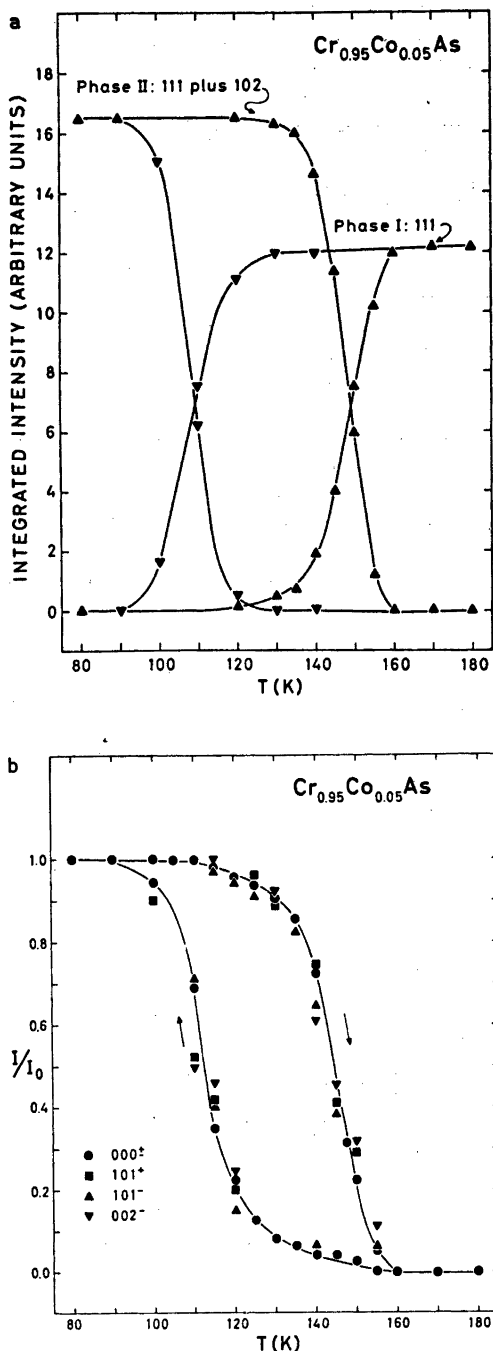 a
Cr0.95Co0.05As
Phase II: 111 plus 102
Phase I: 111
INTEGRATED INTENSITY (ARBITRARY UNITS)
18
16
14
12
10
8
6
4
2
0
80 100 120 140 160 180
T (K)
b
Cr0.95Co0.05As
1.0
0.8
0.6
0.4
0.2
0.0
I/I0
000±
101+
101-
002-
80 100 120 140 160 180
T (K)